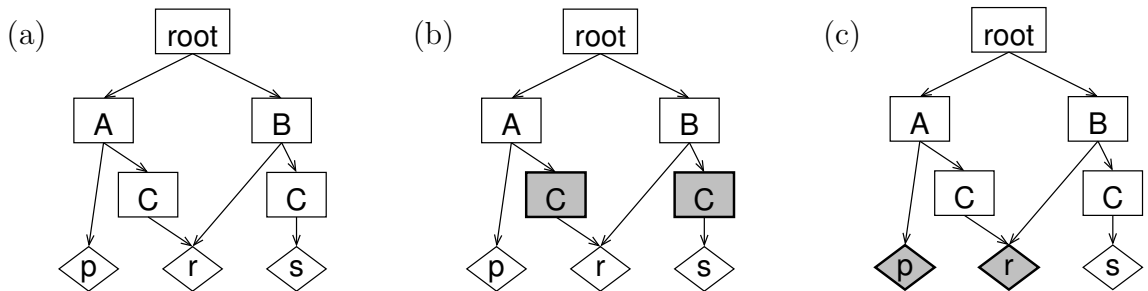 (a) root (b) root (c) root
A B A B A B
C C C C C C
p r s p r s p r s